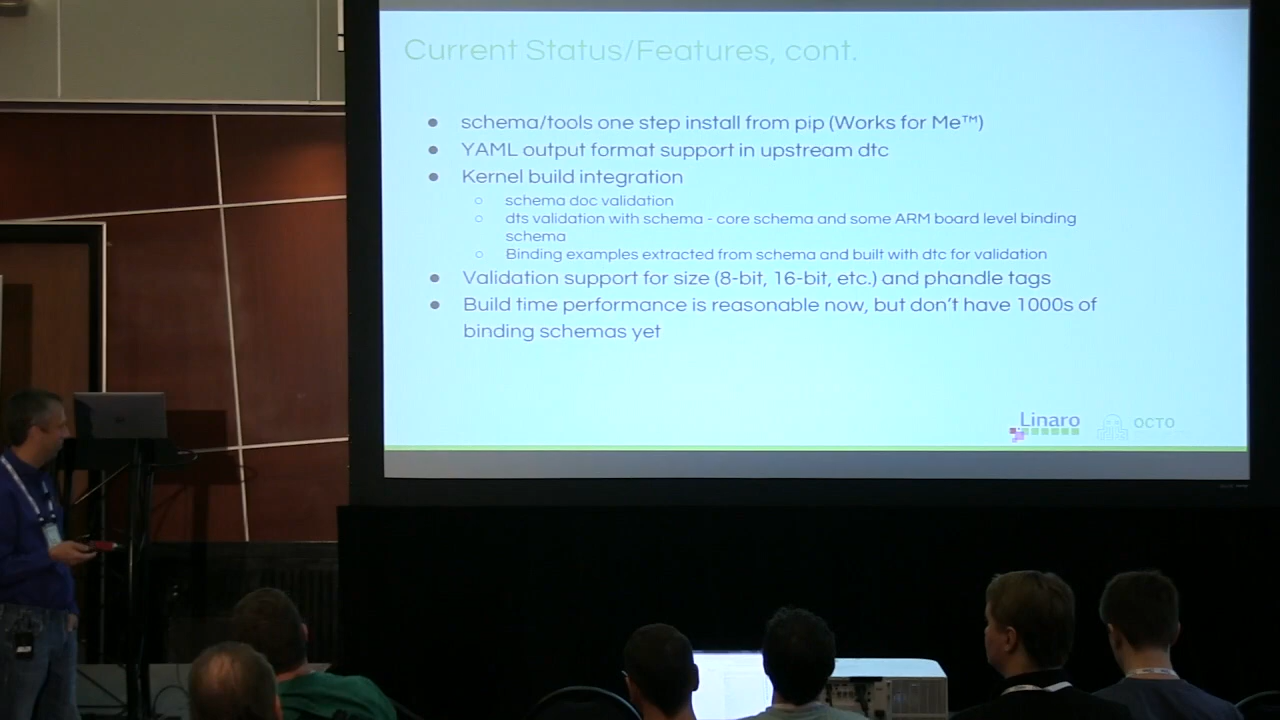 Current Status/Features, cont.
● schema/tools one step install from pip (Works for Me™)
● YAML output format support in upstream dtc
● Kernel build integration
○ schema doc validation
○ dts validation with schema - core schema and some ARM board level binding
schema
○ Binding examples extracted from schema and built with dtc for validation
● Validation support for size (8-bit, 16-bit, etc.) and phandle tags
● Build time performance is reasonable now, but don't have 1000s of
binding schemas yet
Linaro
OCTO